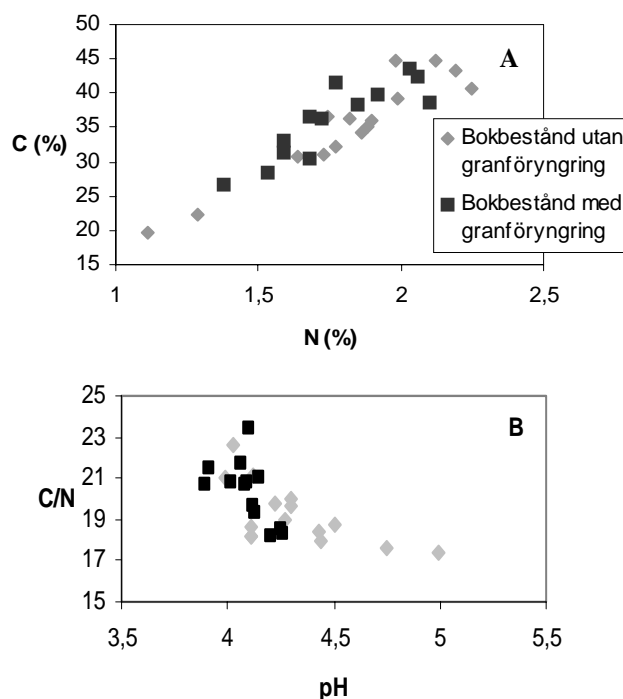 50
45
40
35
30
25
20
15
C (%)
A
Bokbestånd utan
granföryngring
Bokbestånd med
granföryngring
1
1,5
2
2,5
N (%)
25
23
21
19
17
15
C/N
B
3,5
4
4,5
5
5,5
pH